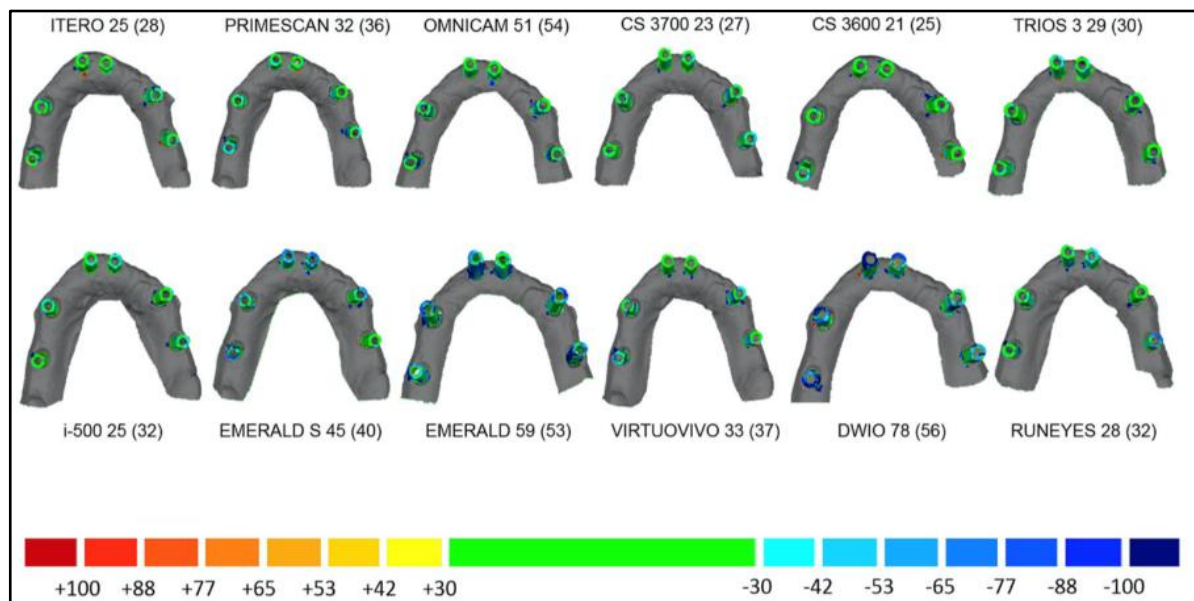 ITERO 25 (28) PRIMESCAN 32 (36) OMNICAM 51 (54) CS 3700 23 (27) CS 3600 21 (25) TRIOS 3 29 (30)
i-500 25 (32) EMERALD S 45 (40) EMERALD 59 (53) VIRTUOVIVO 33 (37) DWIO 78 (56) RUNEYES 28 (32)
+100 +88 +77 +65 +53 +42 +30 -30 -42 -53 -65 -77 -88 -100